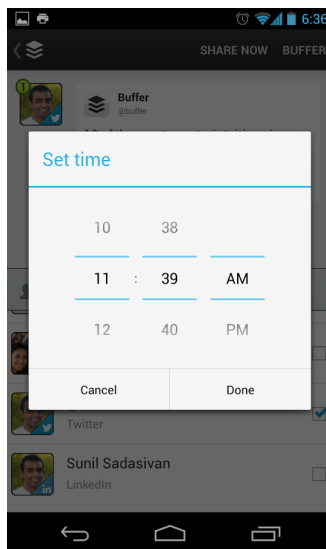 6:36
SHARE NOW BUFFER
1
Buffer
@buffer
Set time
10 38
11 : 39 AM
12 40 PM
Cancel Done
Twitter
Sunil Sadasivan
LinkedIn
in